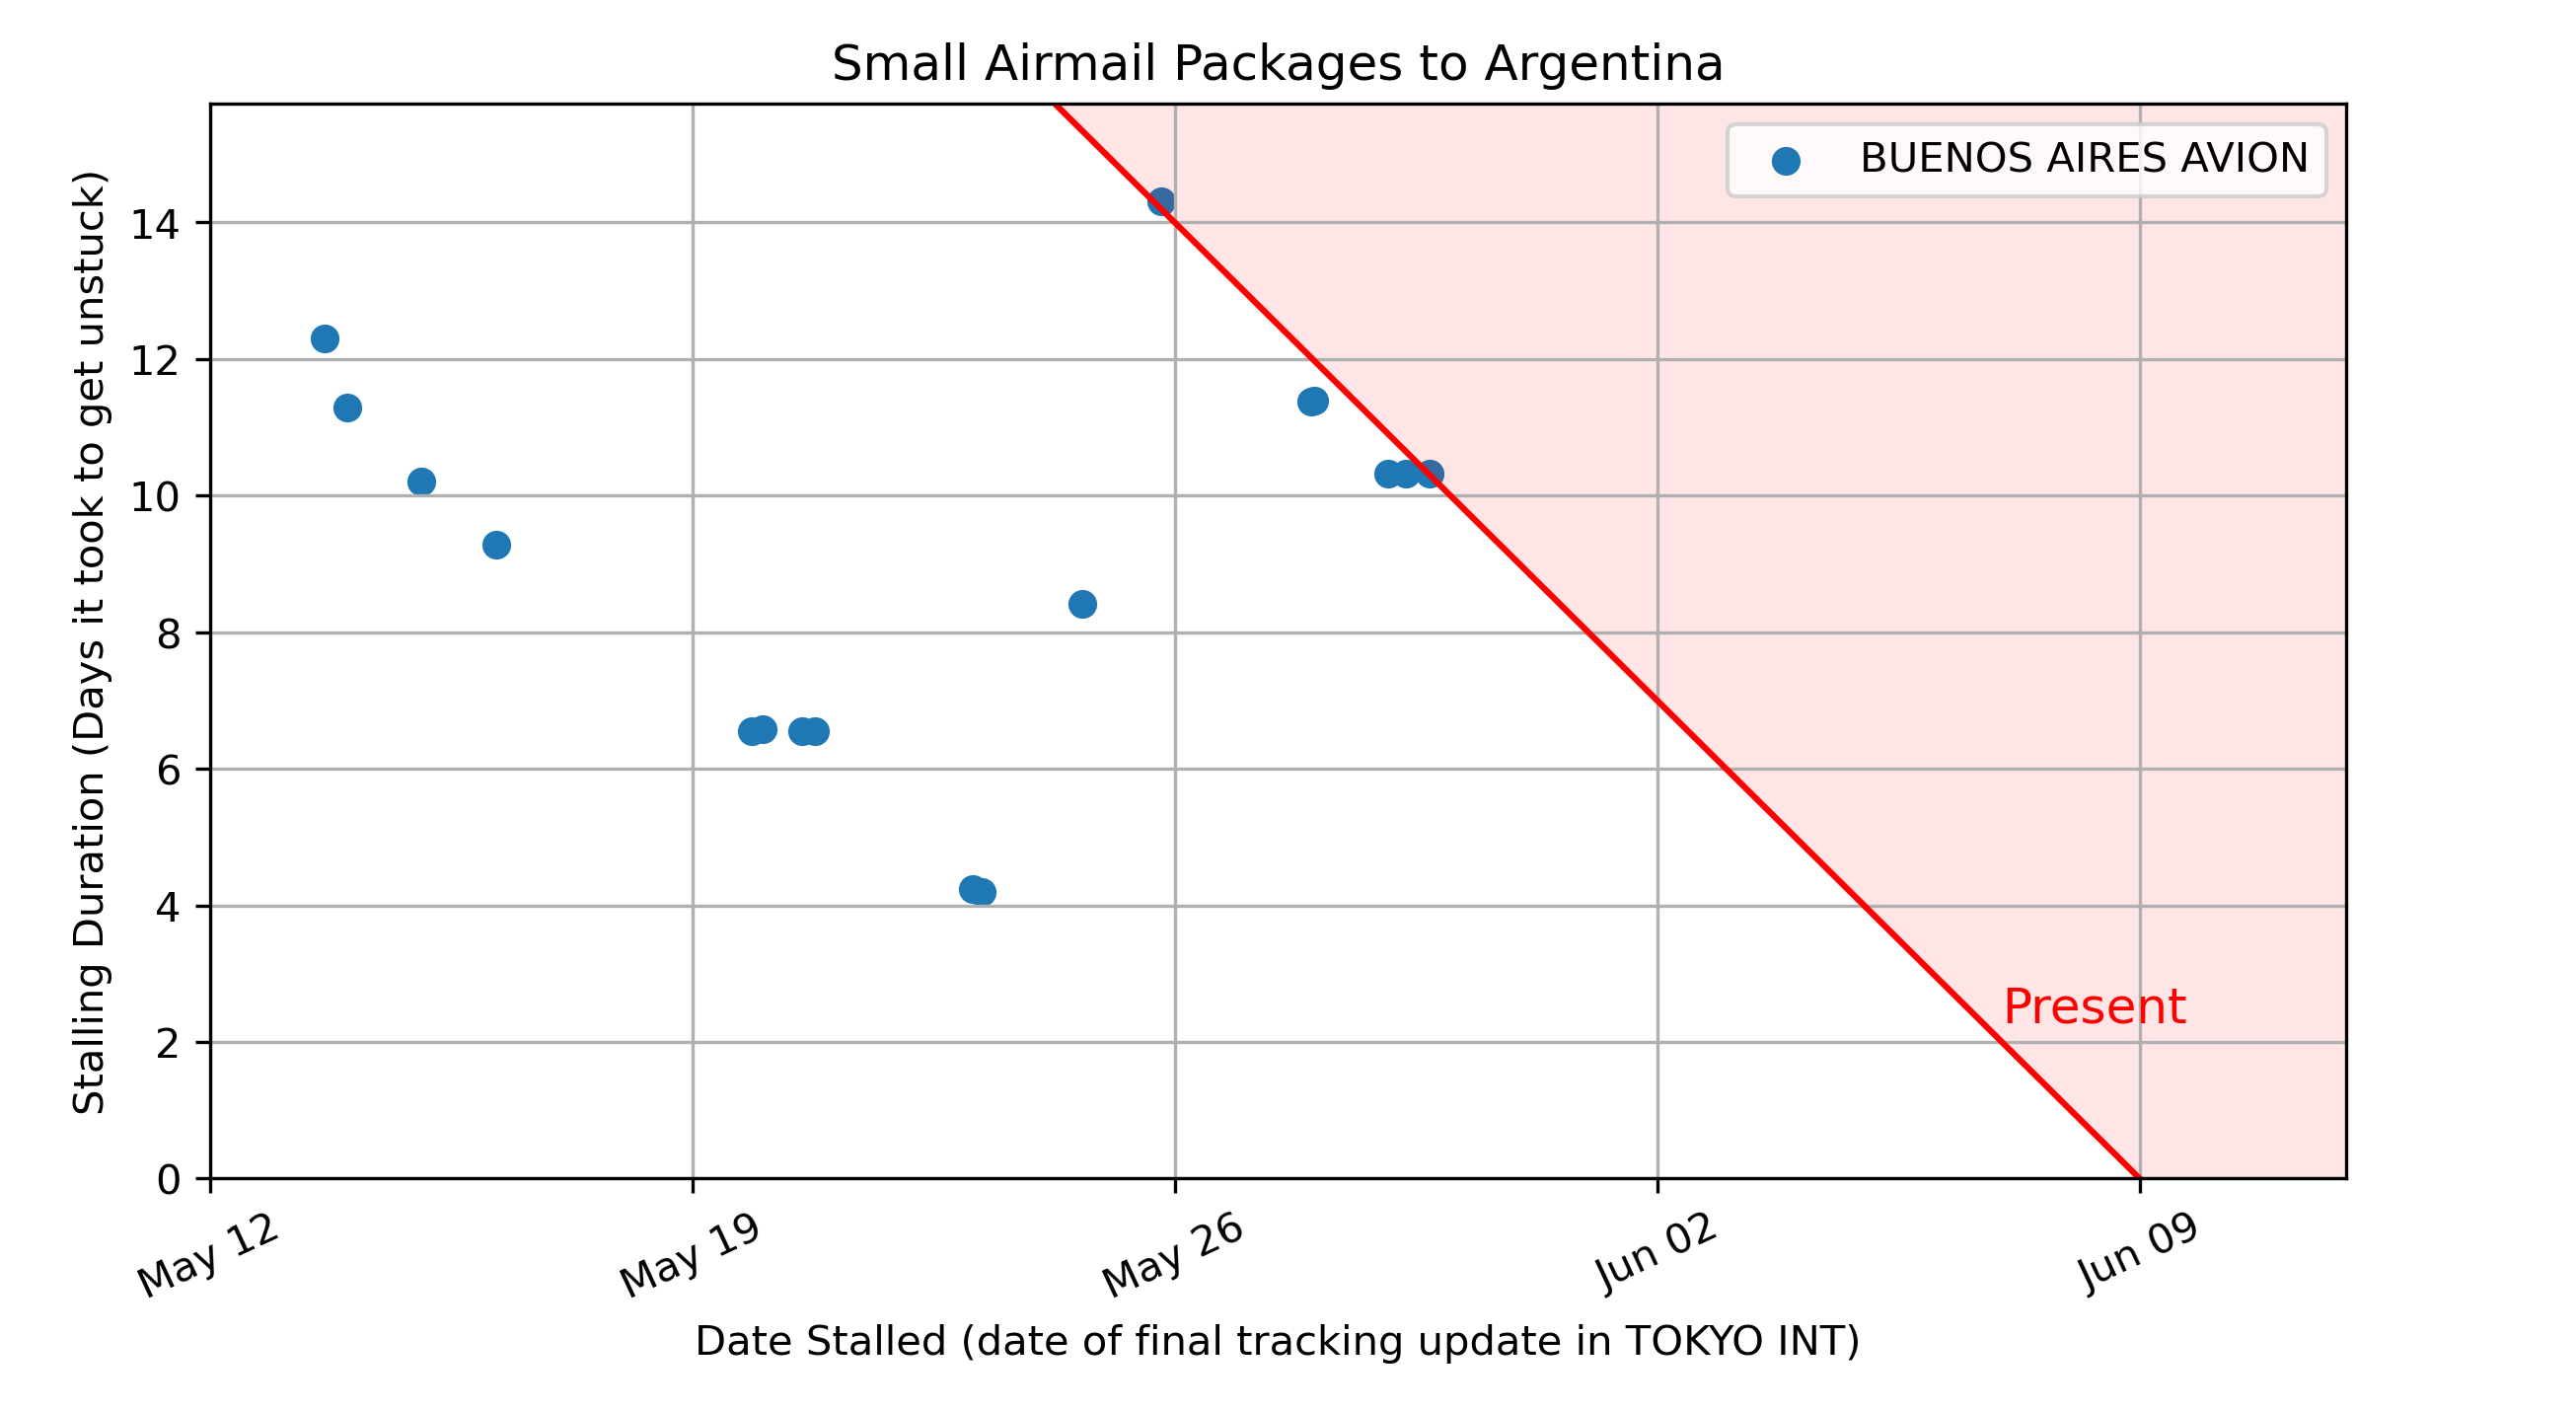 Small Airmail Packages to Argentina
BUENOS AIRES AVION
Stalling Duration (Days it took to get unstuck)
14
12
10
8
6
4
2
0
Present
May 12
May 19
May 26
Jun 02
Jun 09
Date Stalled (date of final tracking update in TOKYO INT)